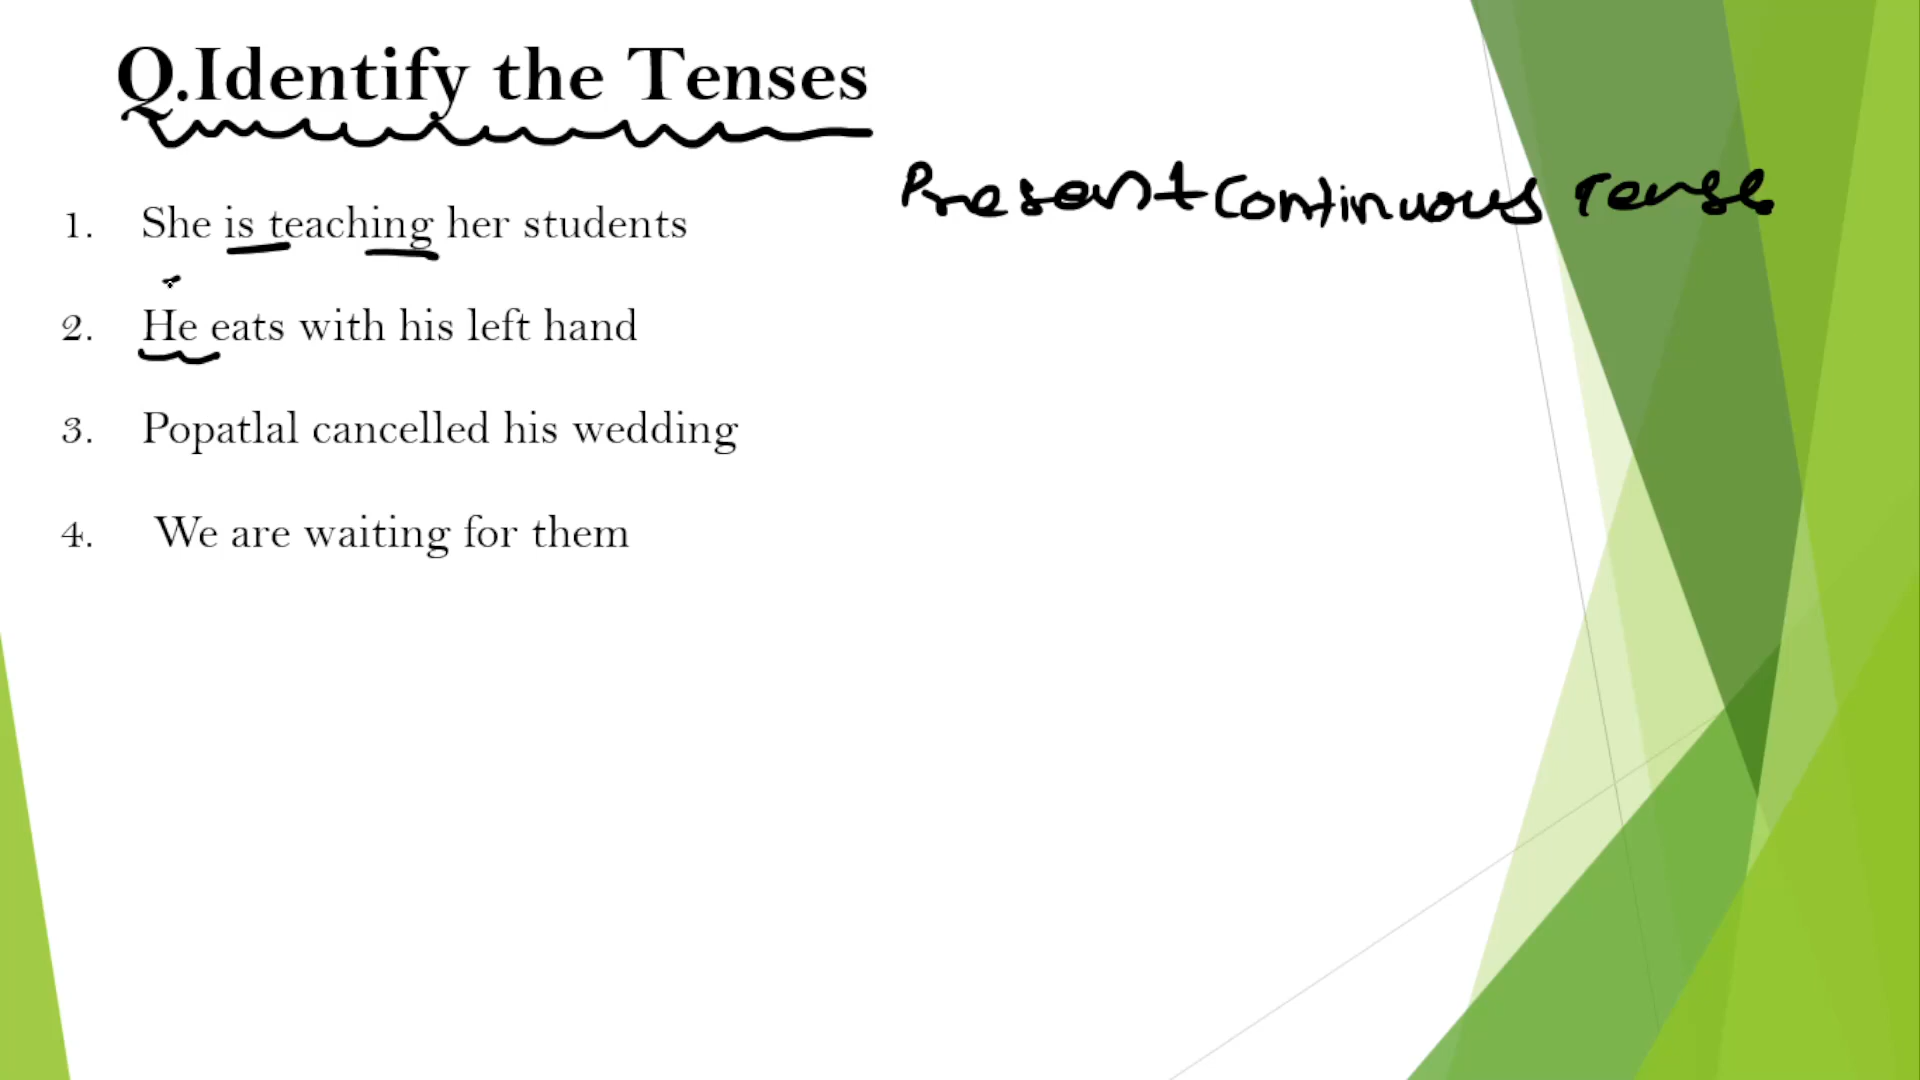 Q.Identify the Tenses
Present Continuous Tense
1. She is teaching her students
2. He eats with his left hand
3. Popatlal cancelled his wedding
4. We are waiting for them